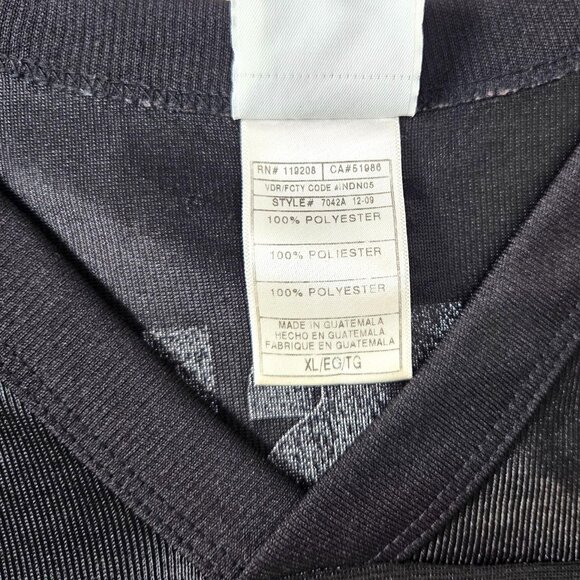 RN# 119208 CA#51986
VDR/FCTY CODE #INDN05
STYLE# 7042A 12-09
100% POLYESTER
100% POLIESTER
100% POLYESTER
MADE IN GUATEMALA
HECHO EN GUATEMALA
FABRIQUE EN GUATEMALA
XL/EG/TG